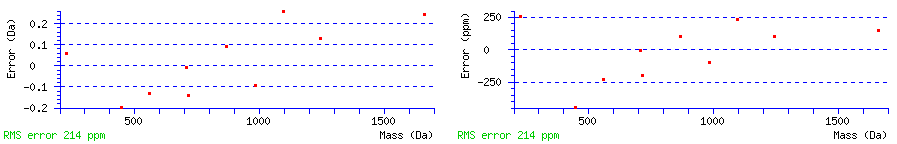 Error (Da)
0.2
0.1
0
-0.1
-0.2
500
1000
1500
RMS error 214 ppm
Mass (Da)
Error (ppm)
250
0
-250
500
1000
1500
RMS error 214 ppm
Mass (Da)